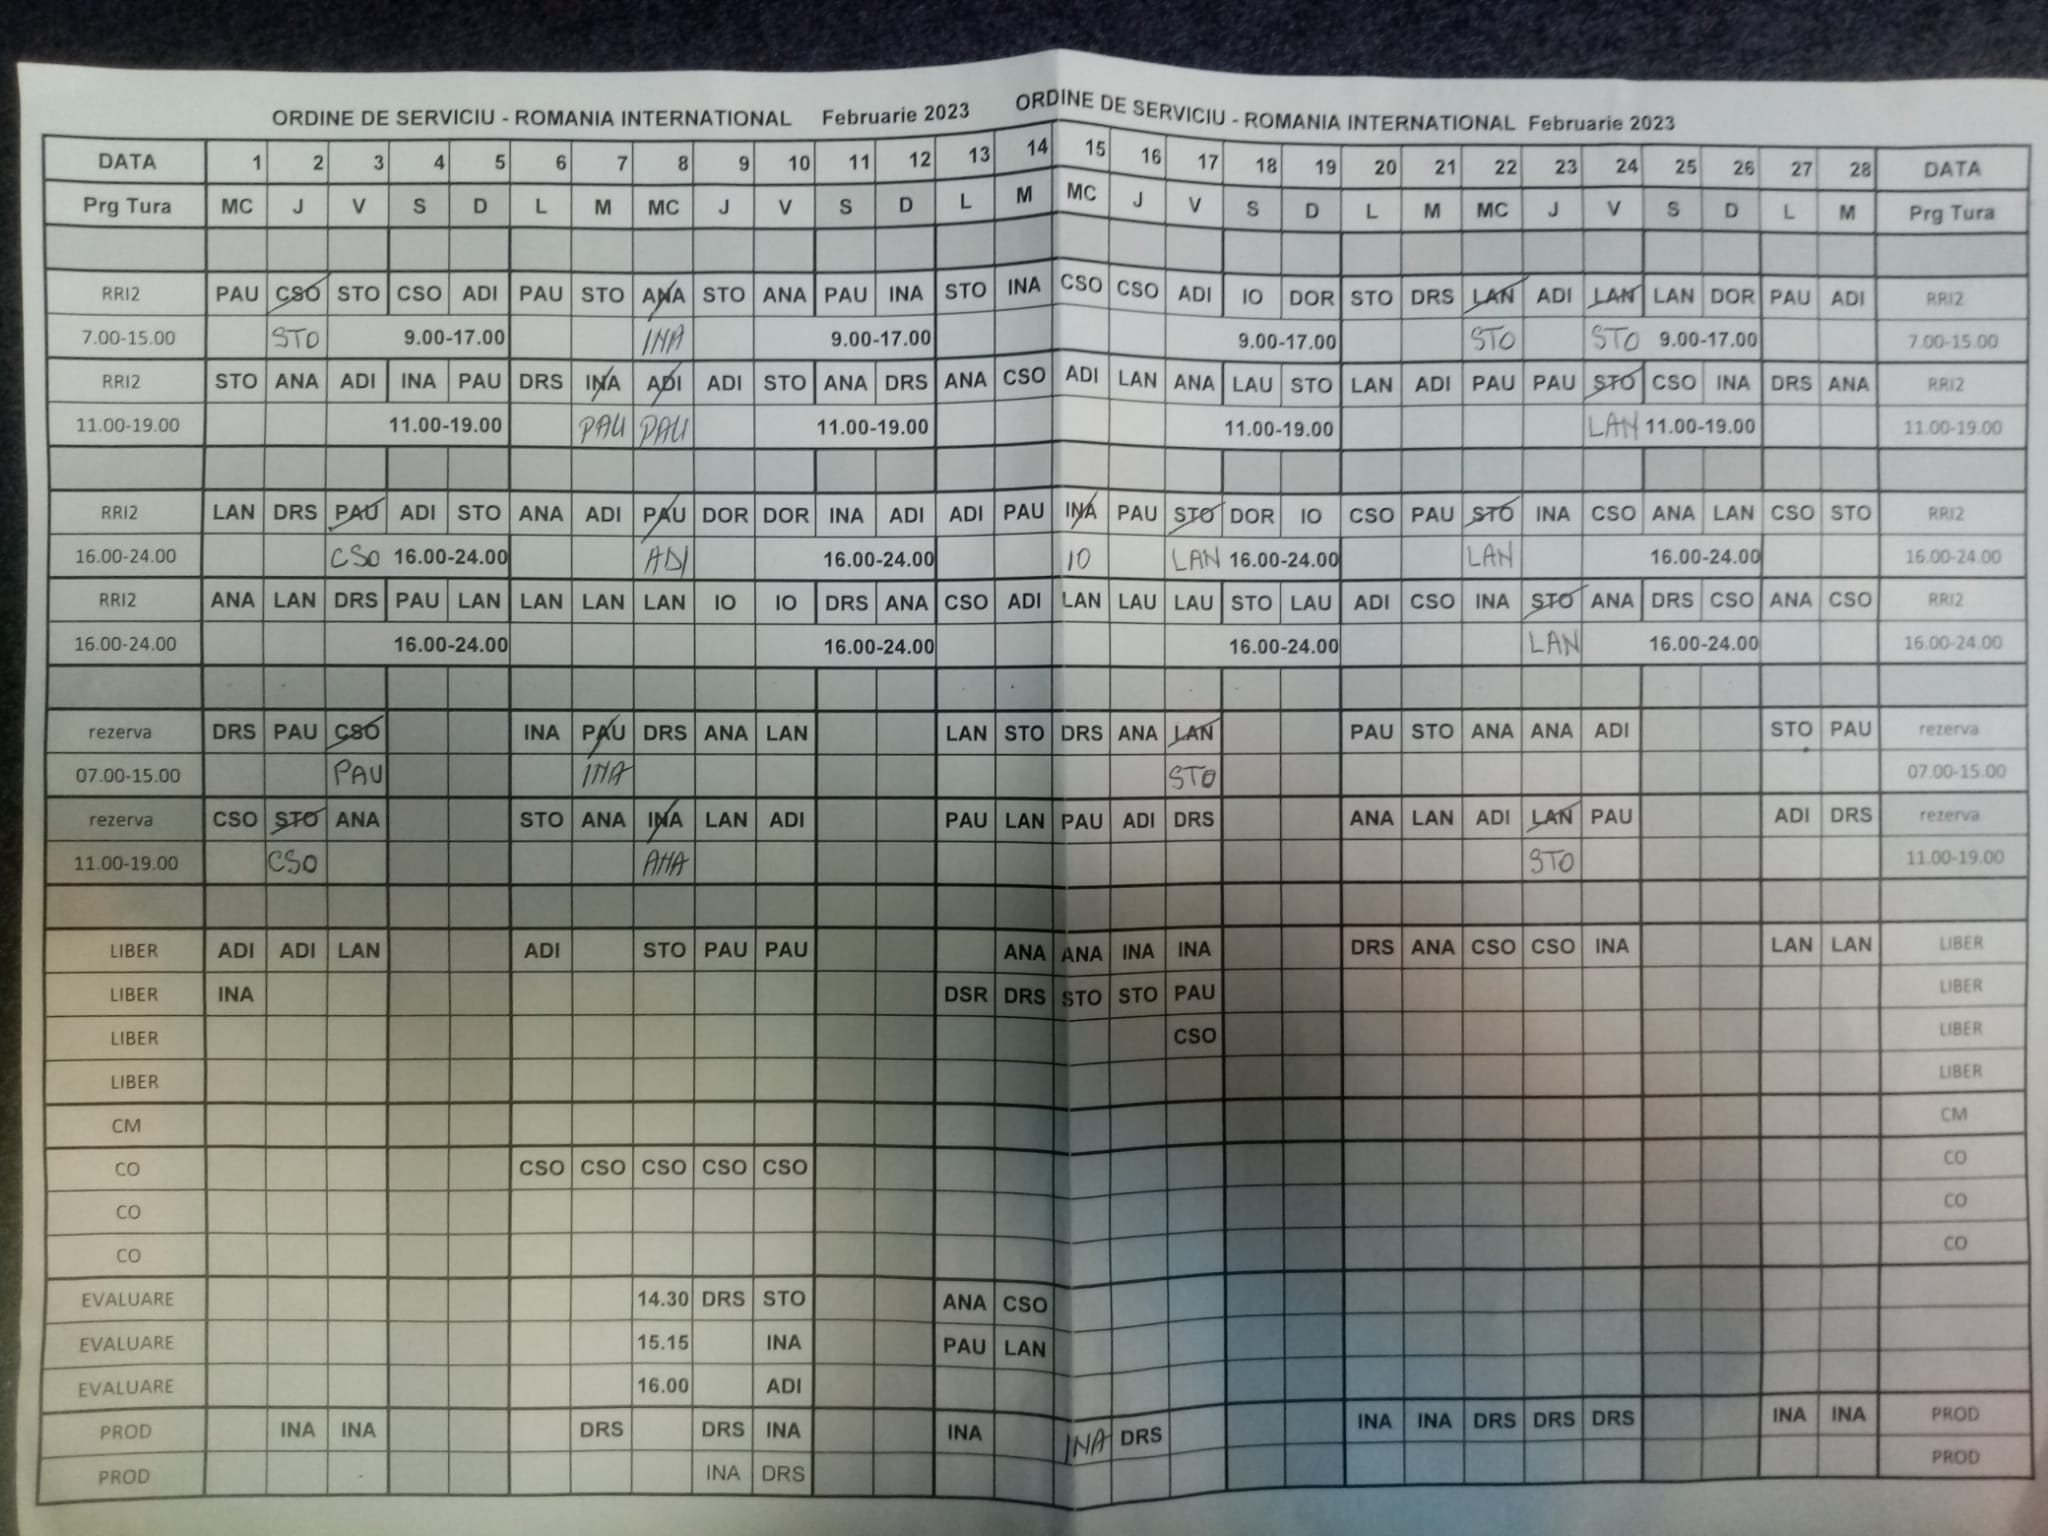 ORDINE DE SERVICIU - ROMANIA INTERNATIONAL Februarie 2023 ORDINE DE SERVICIU - ROMANIA INTERNATIONAL Februarie 2023
DATA 1 2 3 4 5 6 7 8 9 10 11 12 13 14 15 16 17 18 19 20 21 22 23 24 25 26 27 28 DATA
Prg Tura MC J V S D L M MC J V S D L M MC J V S D L M MC J V S D L M Prg Tura
RRI2 PAU CSO STO CSO ADI PAU STO ANA STO ANA PAU INA STO INA CSO CSO ADI IO DOR STO DRS LAN ADI LAN LAN DOR PAU ADI RRI2
7.00-15.00 STO 9.00-17.00 INA 9.00-17.00 9.00-17.00 STO STO 9.00-17.00 7.00-15.00
RRI2 STO ANA ADI INA PAU DRS INA ADI ADI STO ANA DRS ANA CSO ADI LAN ANA LAU STO LAN ADI PAU PAU STO CSO INA DRS ANA RRI2
11.00-19.00 11.00-19.00 PAU PAU 11.00-19.00 11.00-19.00 LAN 11.00-19.00 11.00-19.00
RRI2 LAN DRS PAU ADI STO ANA ADI PAU DOR DOR INA ADI ADI PAU INA PAU STO DOR IO CSO PAU STO INA CSO ANA LAN CSO STO RRI2
16.00-24.00 CSO 16.00-24.00 ADI 16.00-24.00 IO LAN 16.00-24.00 LAN 16.00-24.00 16.00-24.00
RRI2 ANA LAN DRS PAU LAN LAN LAN LAN IO IO DRS ANA CSO ADI LAN LAU LAU STO LAU ADI CSO INA STO ANA DRS CSO ANA CSO RRI2
16.00-24.00 16.00-24.00 16.00-24.00 16.00-24.00 LAN 16.00-24.00 16.00-24.00
rezerva DRS PAU CSO INA PAU DRS ANA LAN LAN STO DRS ANA LAN PAU STO ANA ANA ADI STO PAU rezerva
07.00-15.00 PAU INA STO 07.00-15.00
rezerva CSO STO ANA STO ANA INA LAN ADI PAU LAN PAU ADI DRS ANA LAN ADI LAN PAU ADI DRS rezerva
11.00-19.00 CSO ANA STO 11.00-19.00
LIBER ADI ADI LAN ADI STO PAU PAU ANA ANA INA INA DRS ANA CSO CSO INA LAN LAN LIBER
LIBER INA DSR DRS STO STO PAU LIBER
LIBER CSO LIBER
LIBER LIBER
CM CM
CO CSO CSO CSO CSO CSO CO
CO CO
CO CO
EVALUARE 14.30 DRS STO ANA CSO
EVALUARE 15.15 INA PAU LAN
EVALUARE 16.00 ADI
PROD INA INA DRS DRS INA INA INA DRS INA INA DRS DRS DRS INA INA PROD
PROD INA DRS PROD